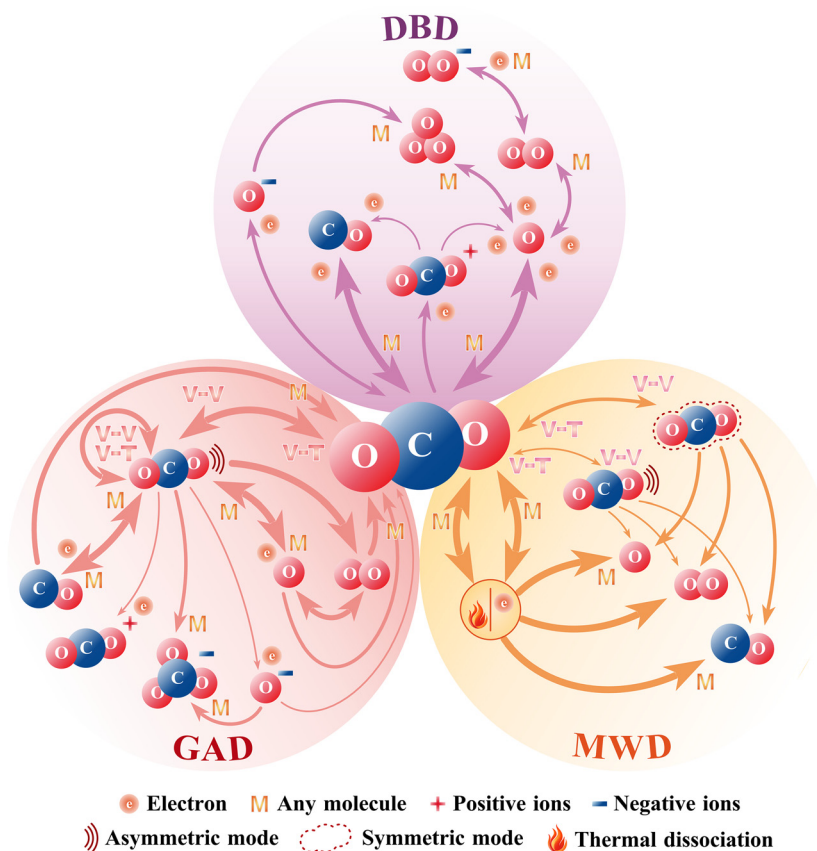 DBD
O O e M
O
O O
M
O O
M
O
M
e
e
e
C O
O
e
e
O C O
e
e
e
M
M
V-V
M
V-V
V-V
V-T
V-T
O C O
V-T
V-T
V-V
O C O
O C O
O C O
M
M
M
M
M
e
M
M
e
O
O O
O
M
O O
C O
e
O C O
e
M
O
C
O O
e
O
M
e
C O
M
GAD
MWD
e Electron M Any molecule + Positive ions - Negative ions
Asymmetric mode Symmetric mode Thermal dissociation